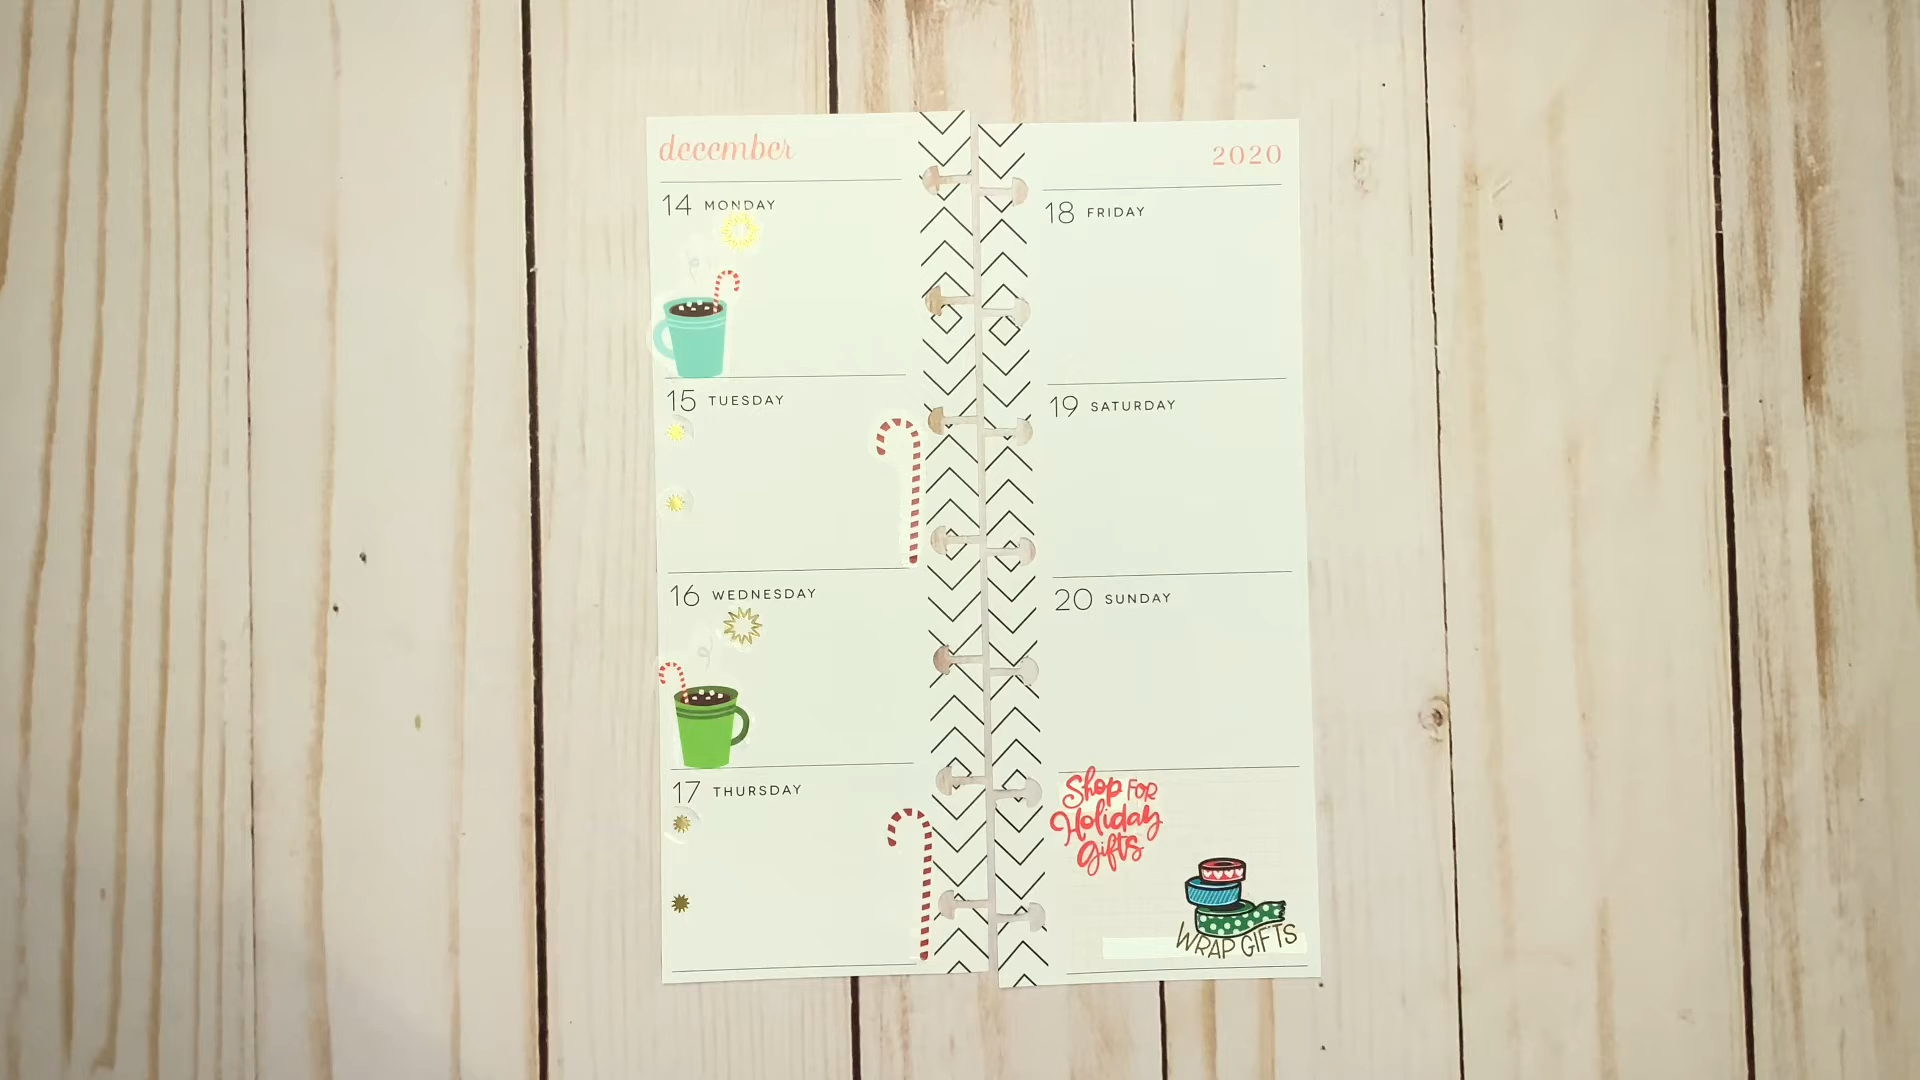 december
14 MONDAY
15 TUESDAY
16 WEDNESDAY
17 THURSDAY
2020
18 FRIDAY
19 SATURDAY
20 SUNDAY
Shop FOR
Holiday
gifts
WRAP GIFTS